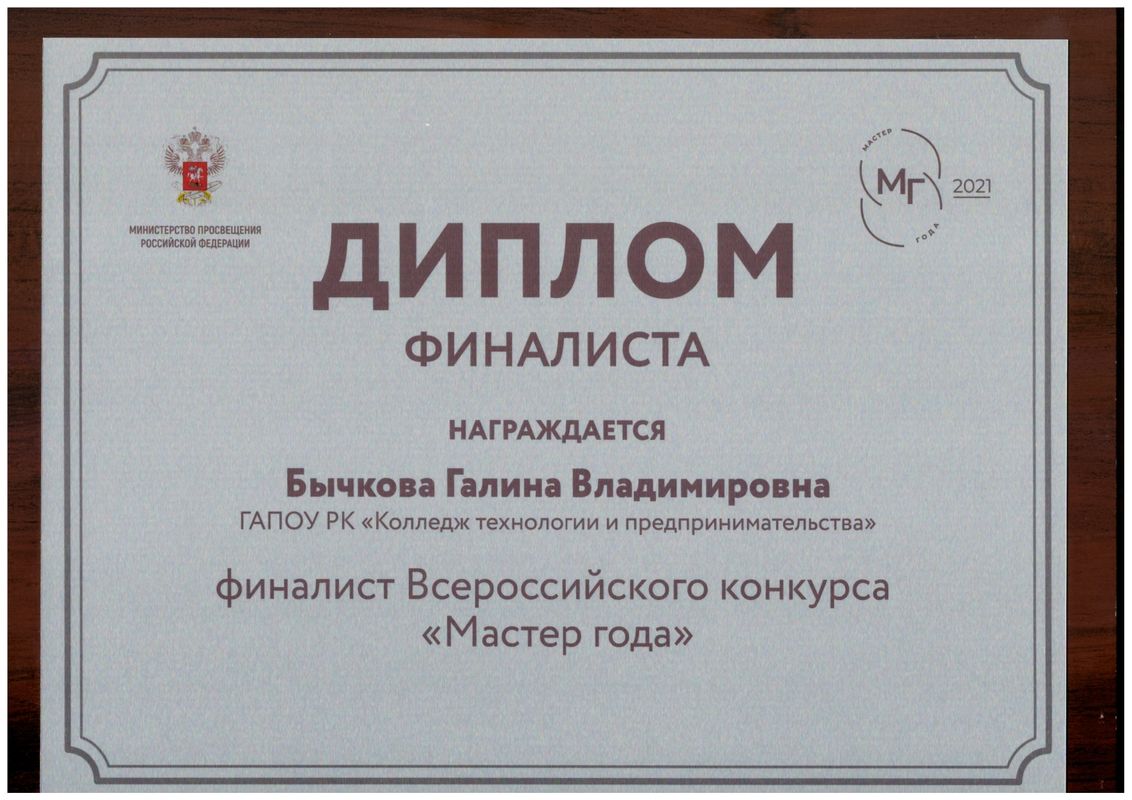 МИНИСТЕРСТВО ПРОСВЕЩЕНИЯ
РОССИЙСКОЙ ФЕДЕРАЦИИ
МАСТЕР
МГ
2021
ГОДА
ДИПЛОМ
ФИНАЛИСТА
НАГРАЖДАЕТСЯ
Бычкова Галина Владимировна
ГАПОУ РК «Колледж технологии и предпринимательства»
финалист Всероссийского конкурса
«Мастер года»